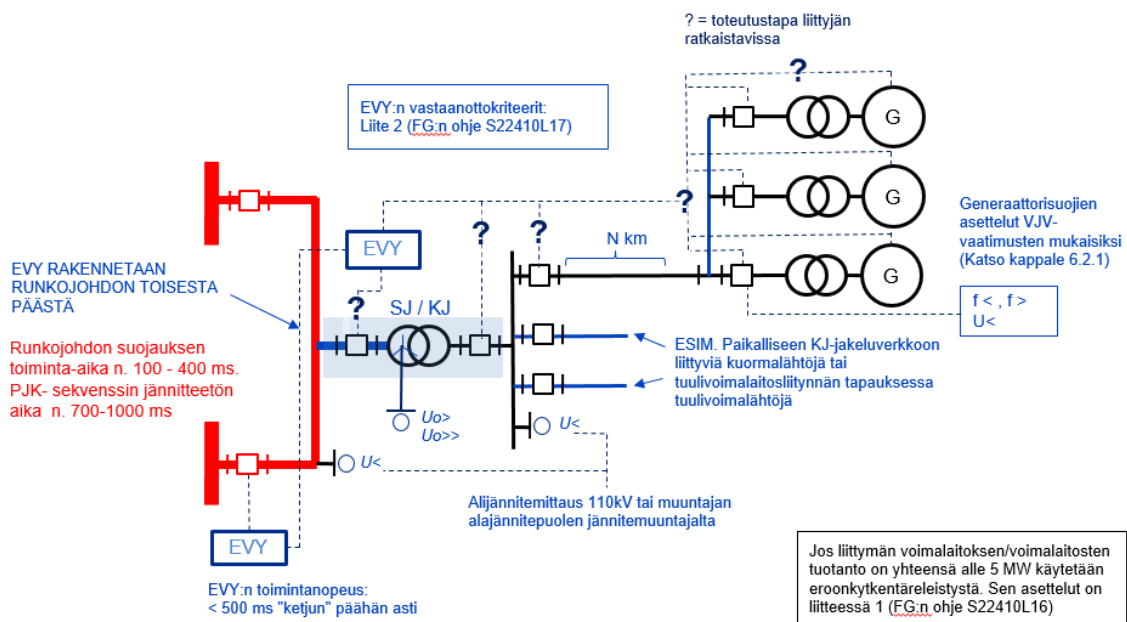 ? = toteutustapa liittyjän
ratkaistavissa
?
EVY:n vastaanottokriteerit:
Liite 2 (FG:n ohje S22410L17)
G
G
Generaattorisuojien
asettelut VJV-
vaatimusten mukaisiksi
(Katso kappale 6.2.1)
?
?
?
EVY
N km
G
EVY RAKENNETAAN
RUNKOJOHDON TOISESTA
PÄÄSTÄ
?
SJ / KJ
f < , f >
U<
Runkojohdon suojauksen
toiminta-aika n. 100 - 400 ms.
PJK- sekvenssin jännitteetön
aika n. 700-1000 ms
ESIM. Paikalliseen KJ-jakeluverkkoon
liittyviä kuormalähtöjä tai
tuulivoimalaitosliitynnän tapauksessa
tuulivoimalähtöjä
Uo>
Uo>>
U<
U<
Alijännitemittaus 110kV tai muuntajan
alajännitepuolen jännitemuuntajalta
EVY
EVY:n toimintanopeus:
< 500 ms "ketjun" päähän asti
Jos liittymän voimalaitoksen/voimalaitosten
tuotanto on yhteensä alle 5 MW käytetään
eroonkytkentäreleistystä. Sen asettelut on
liitteessä 1 (FG:n ohje S22410L16)